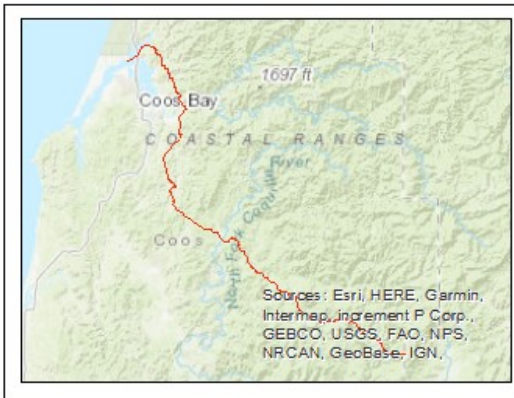 1697 ft
Coos Bay
COASTAL RANGES
River
North Fork Coquille
Coos
Sources: Esri, HERE, Garmin,
Intermap, increment P Corp.,
GEBCO, USGS, FAO, NPS,
NRCAN, GeoBase, IGN,